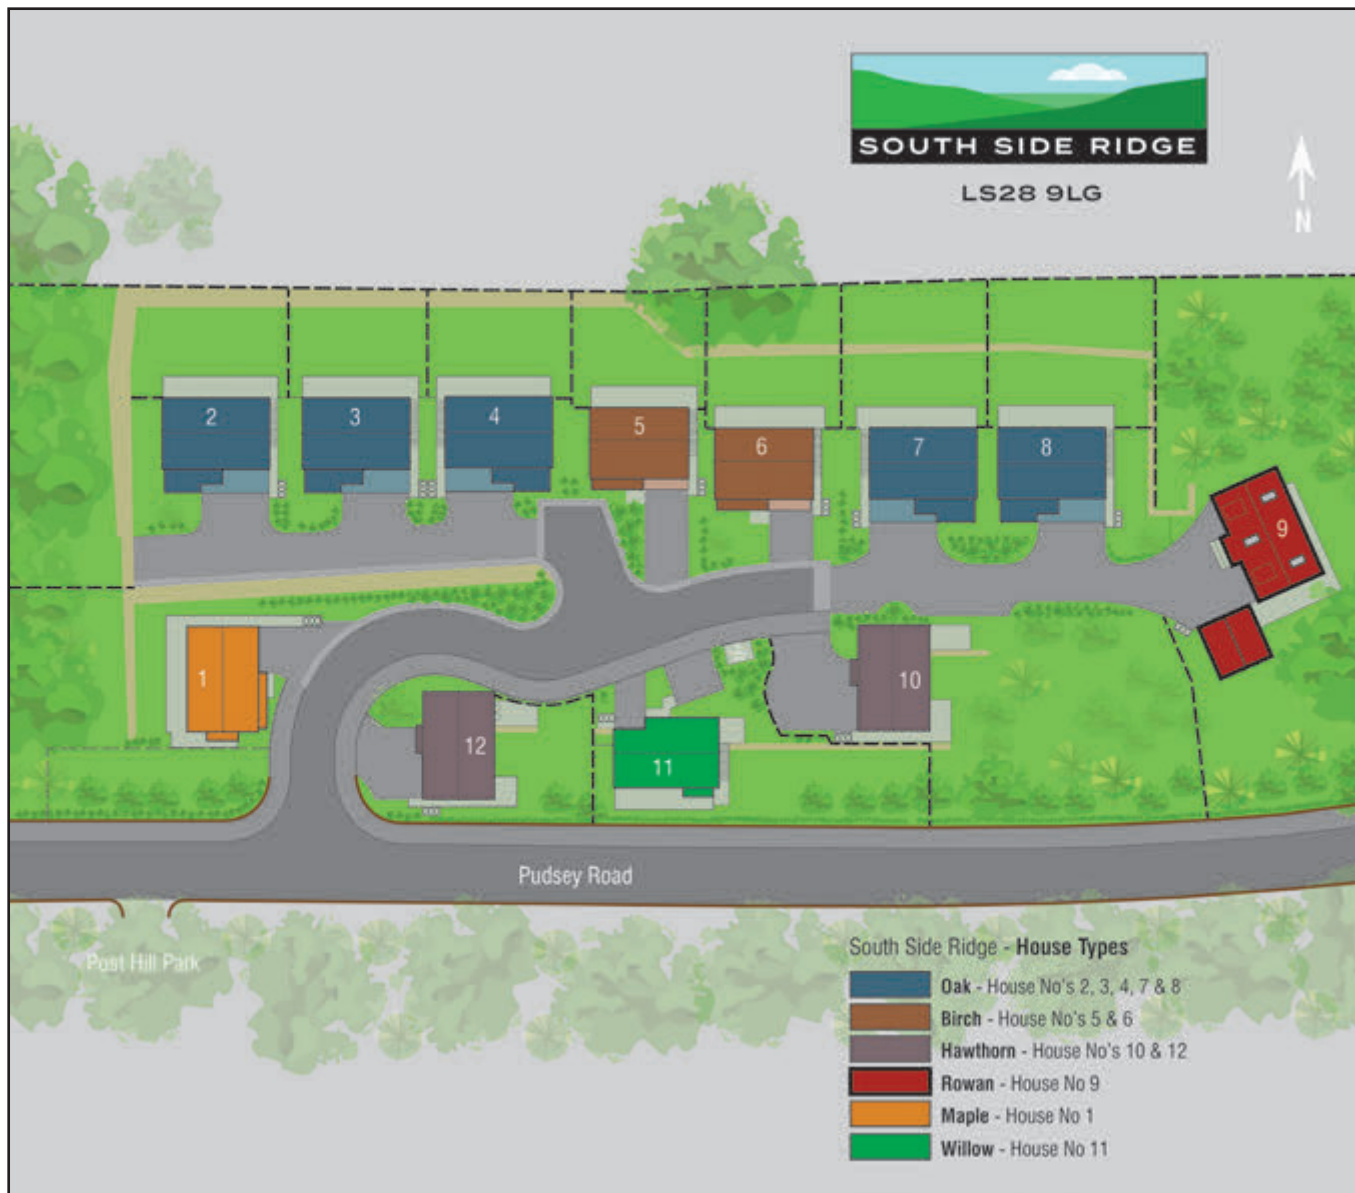 SOUTH SIDE RIDGE
LS28 9LG
N
2
3
4
5
6
7
8
9
1
10
12
11
Pudsey Road
Post Hill Park
South Side Ridge - House Types
Oak - House No's 2, 3, 4, 7 & 8
Birch - House No's 5 & 6
Hawthorn - House No's 10 & 12
Rowan - House No 9
Maple - House No 1
Willow - House No 11